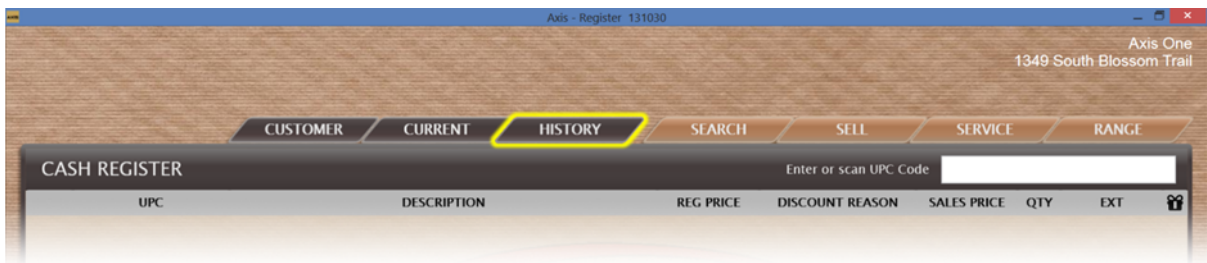 Axis - Register 131030
Axis One
1349 South Blossom Trail
CUSTOMER CURRENT HISTORY SEARCH SELL SERVICE RANGE
CASH REGISTER Enter or scan UPC Code
UPC DESCRIPTION REG PRICE DISCOUNT REASON SALES PRICE QTY EXT